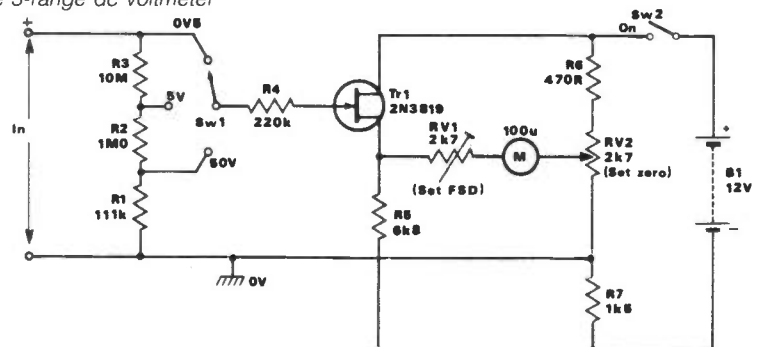 3-range dc voltmeter
+
0V5
Sw2
On
R3
10M
R6
470R
R4
220k
Tr1
2N3819
5V
In
Sw1
RV1
2k7
100u
M
RV2
2k7
(Set zero)
+
R2
1M0
50V
(Set FSD)
B1
12V
R1
111k
R5
6k8
−
0V
R7
1k5